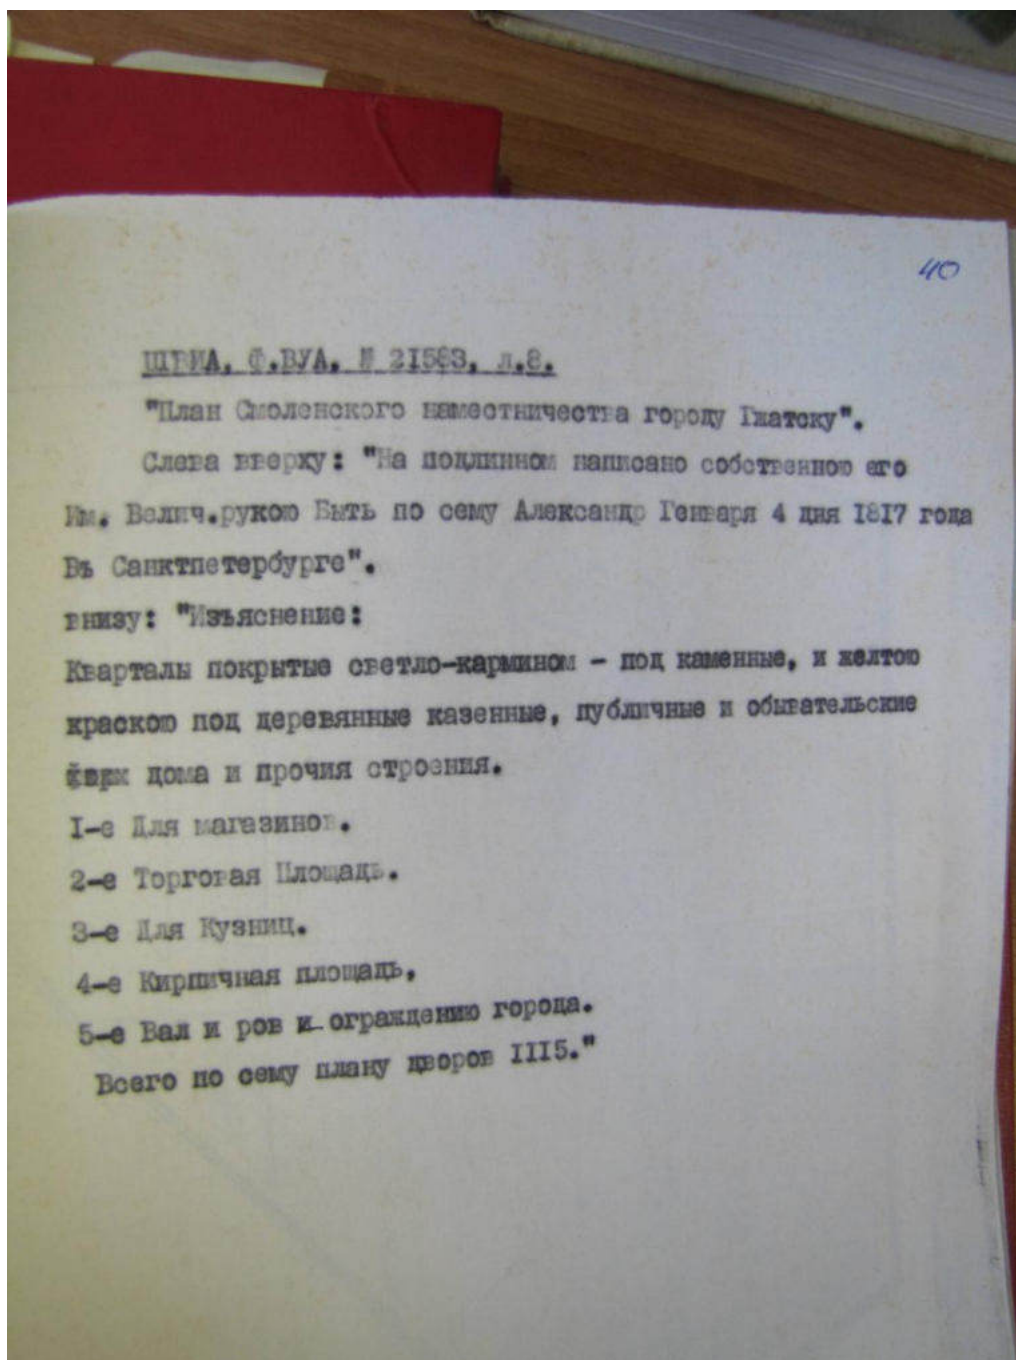 40
ЦГВИА, Ф.ВУА, № 21583, л.8.
"План Смоленского наместничества городу Гжатску".
Слева вверху: "На подлинном написано собственною его
Им. Велич.рукою Быть по сему Александр Генваря 4 дня 1817 года
Въ Санктпетербурге".
внизу: "Изъяснение:
Кварталы покрытые светло-кармином - под каменные, и желтою
краскою под деревянные казенные, публичные и обывательские
дома и прочия строения.
1-е Для магазинов.
2-е Торговая Площадь.
3-е Для Кузниц.
4-е Кирпичная площадь,
5-е Вал и ров к ограждению города.
Всего по сему плану дворов 1115."